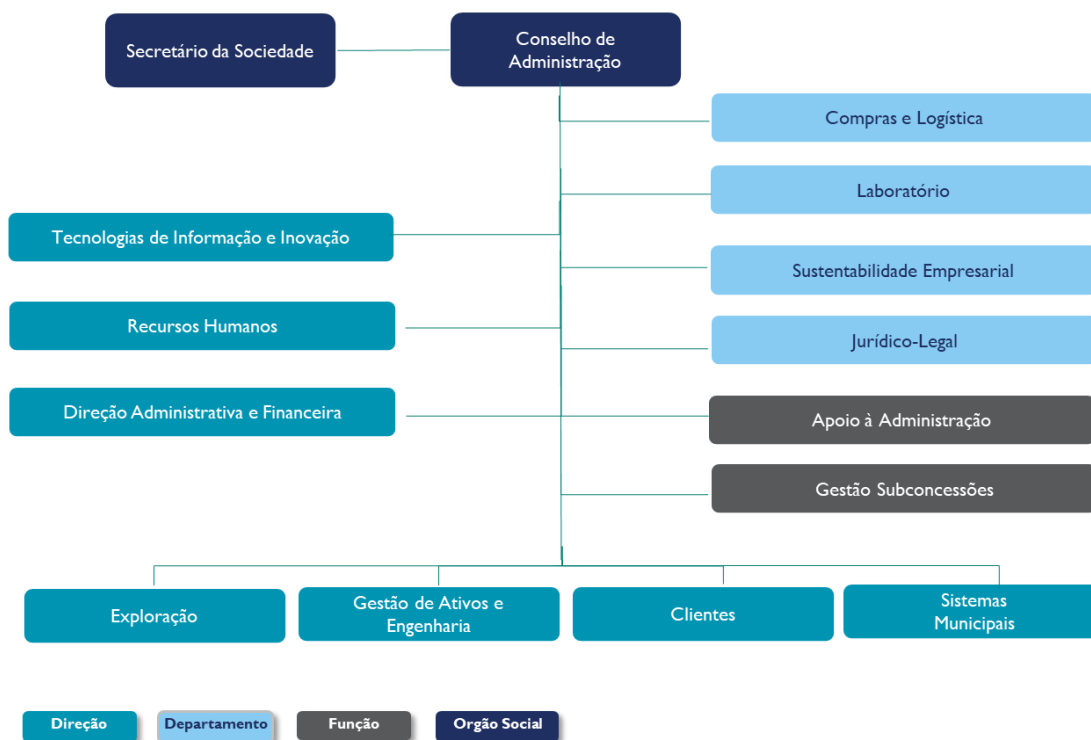 Secretário da Sociedade
Conselho de
Administração
Compras e Logística
Laboratório
Tecnologias de Informação e Inovação
Sustentabilidade Empresarial
Recursos Humanos
Jurídico-Legal
Direção Administrativa e Financeira
Apoio à Administração
Gestão Subconcessões
Exploração
Gestão de Ativos e
Engenharia
Clientes
Sistemas
Municipais
Direção
Departamento
Função
Orgão Social